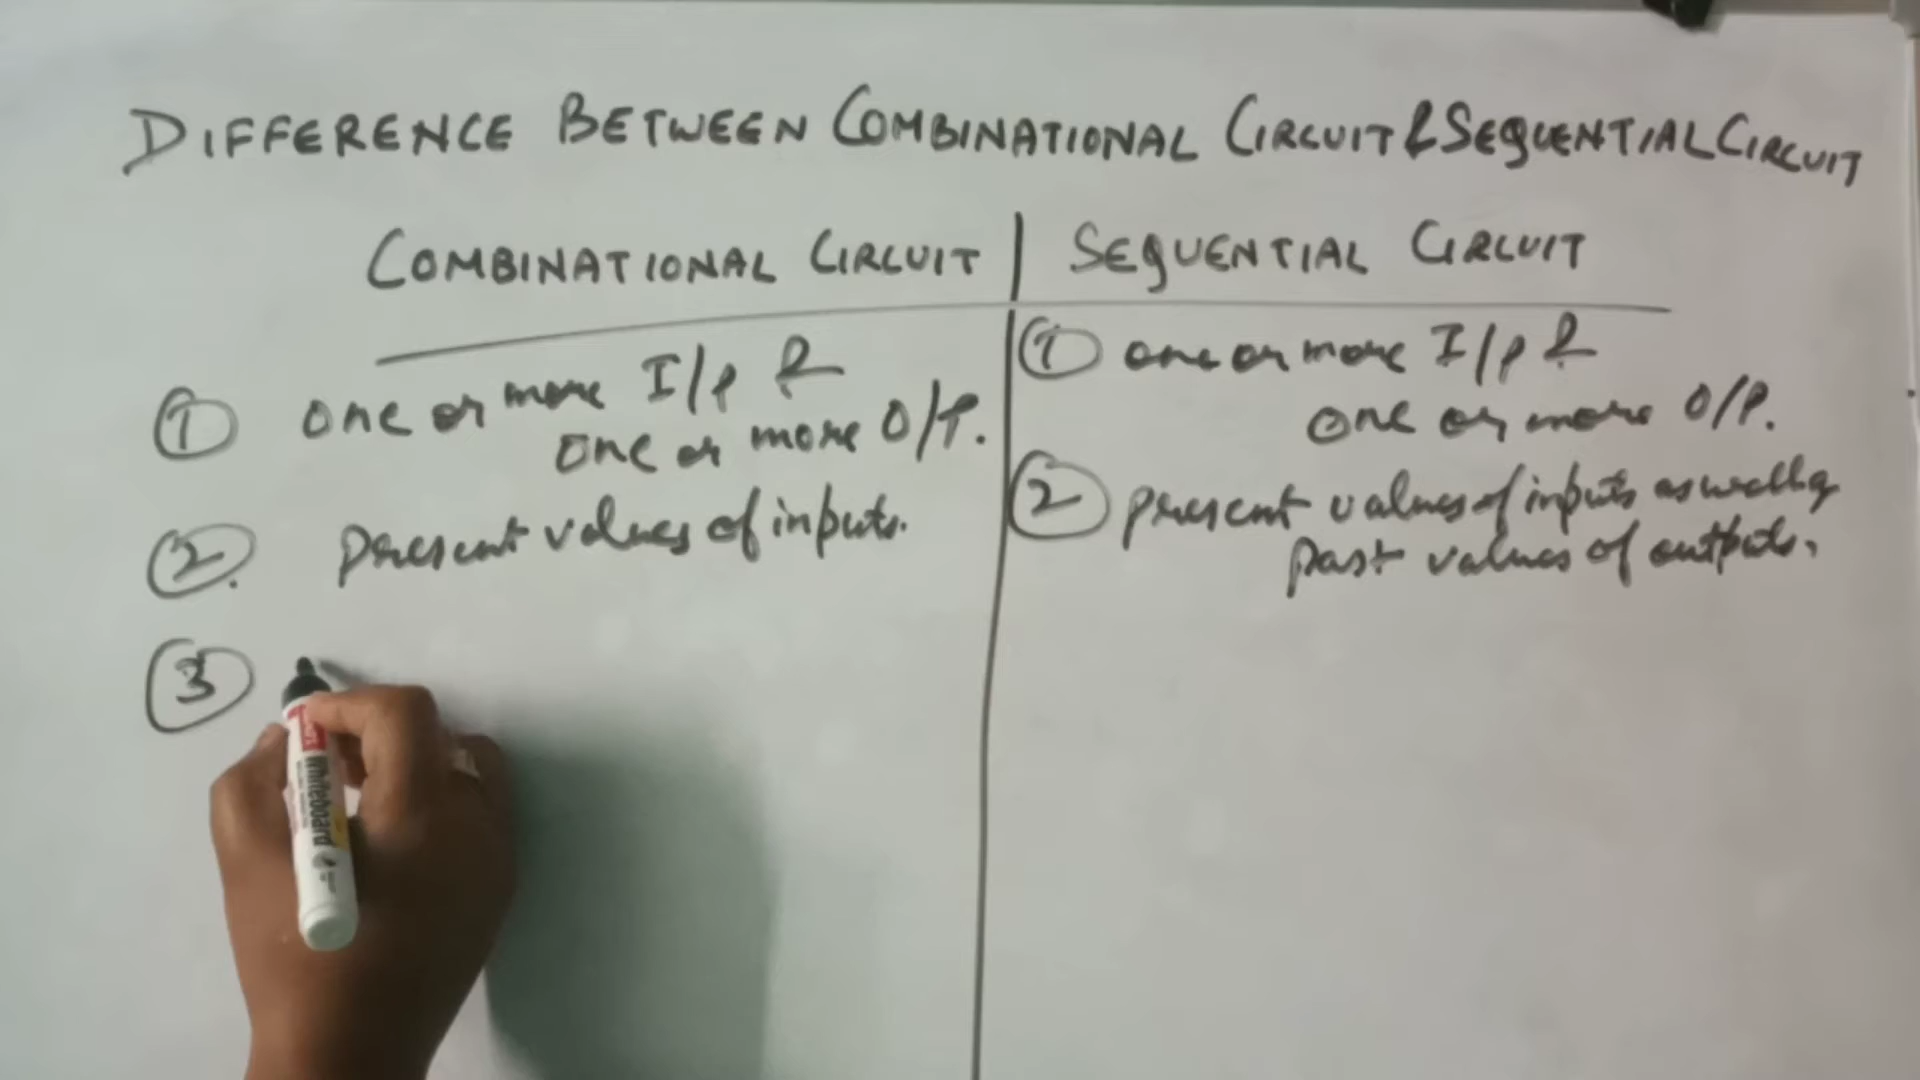 DIFFERENCE BETWEEN COMBINATIONAL CIRCUIT & SEQUENTIAL CIRCUIT
COMBINATIONAL CIRCUIT
① one or more I/p &
one or more O/P.
②. present values of inputs.
③
SEQUENTIAL CIRCUIT
① one or more I/p &
one or more O/P.
② present values of inputs as well as
past values of outputs.
Whiteboard